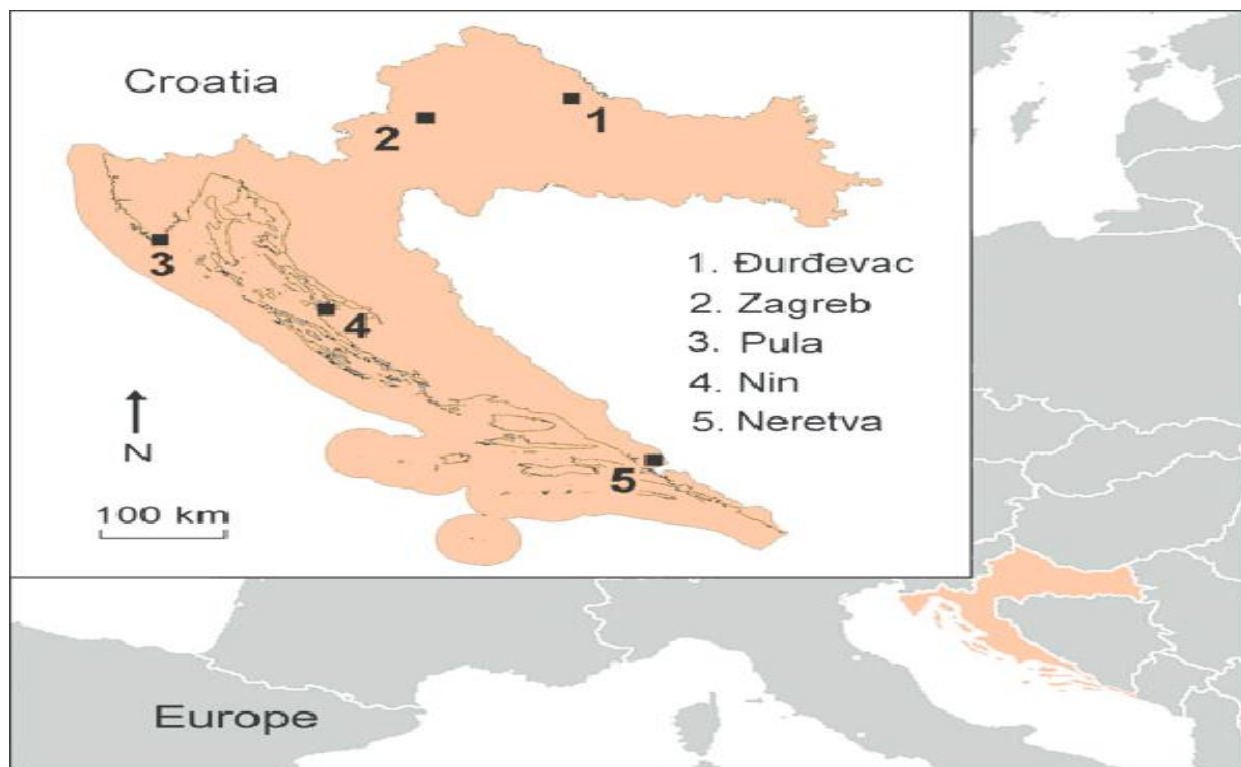 Croatia
1
2
3
4
5
1. Đurđevac
2. Zagreb
3. Pula
4. Nin
5. Neretva
N
100 km
Europe